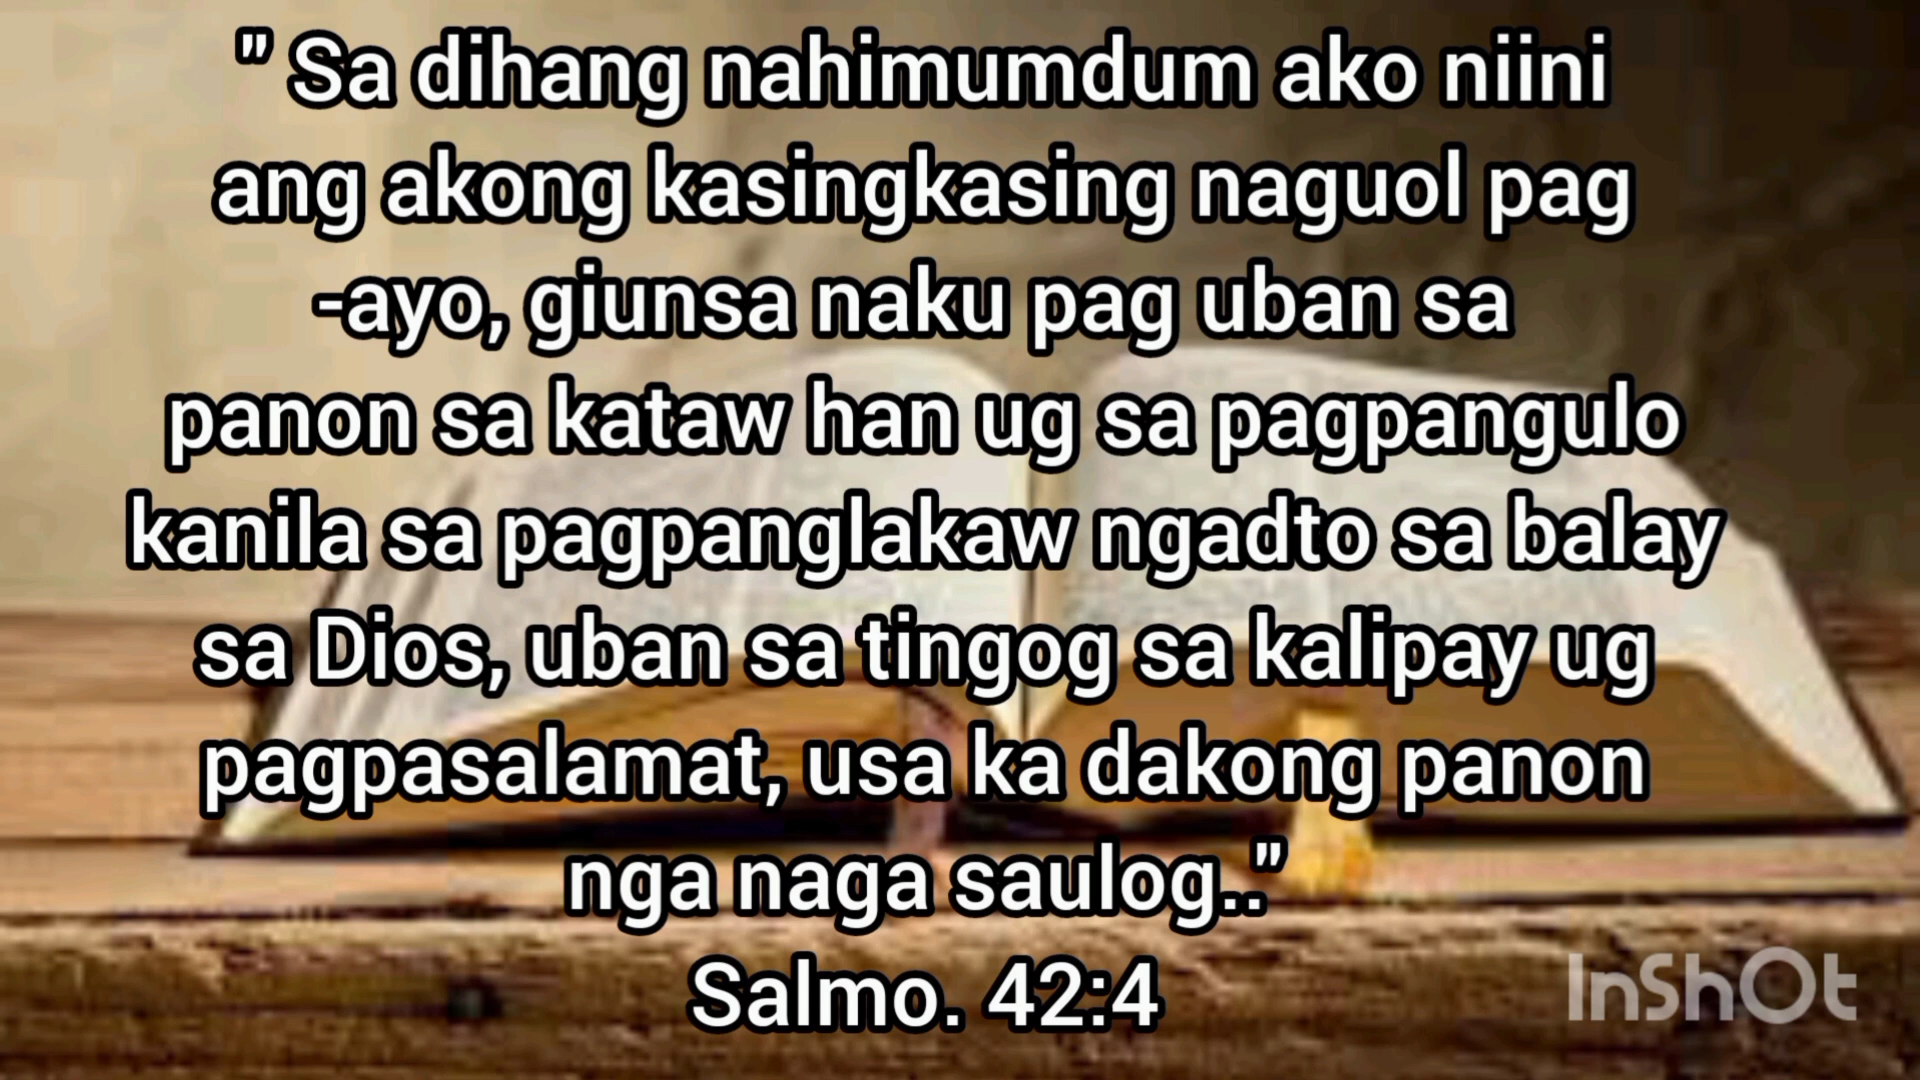 " Sa dihang nahimumdum ako niini
ang akong kasingkasing naguol pag
-ayo, giunsa naku pag uban sa
panon sa kataw han ug sa pagpangulo
kanila sa pagpanglakaw ngadto sa balay
sa Dios, uban sa tingog sa kalipay ug
pagpasalamat, usa ka dakong panon
nga naga saulog.."
Salmo. 42:4
InShOt